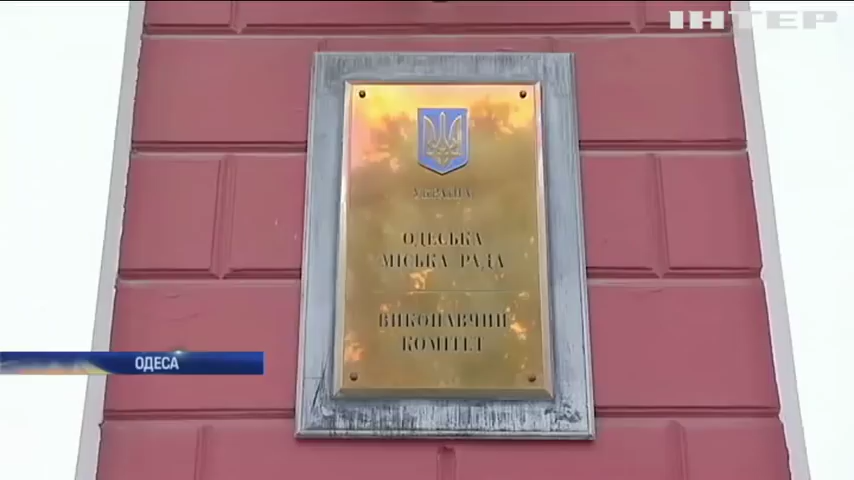 ІНТЕР
УКРАЇНА
ОДЕСЬКА
МІСЬКА РАДА
ВИКОНАВЧИЙ
КОМІТЕТ
ОДЕСА